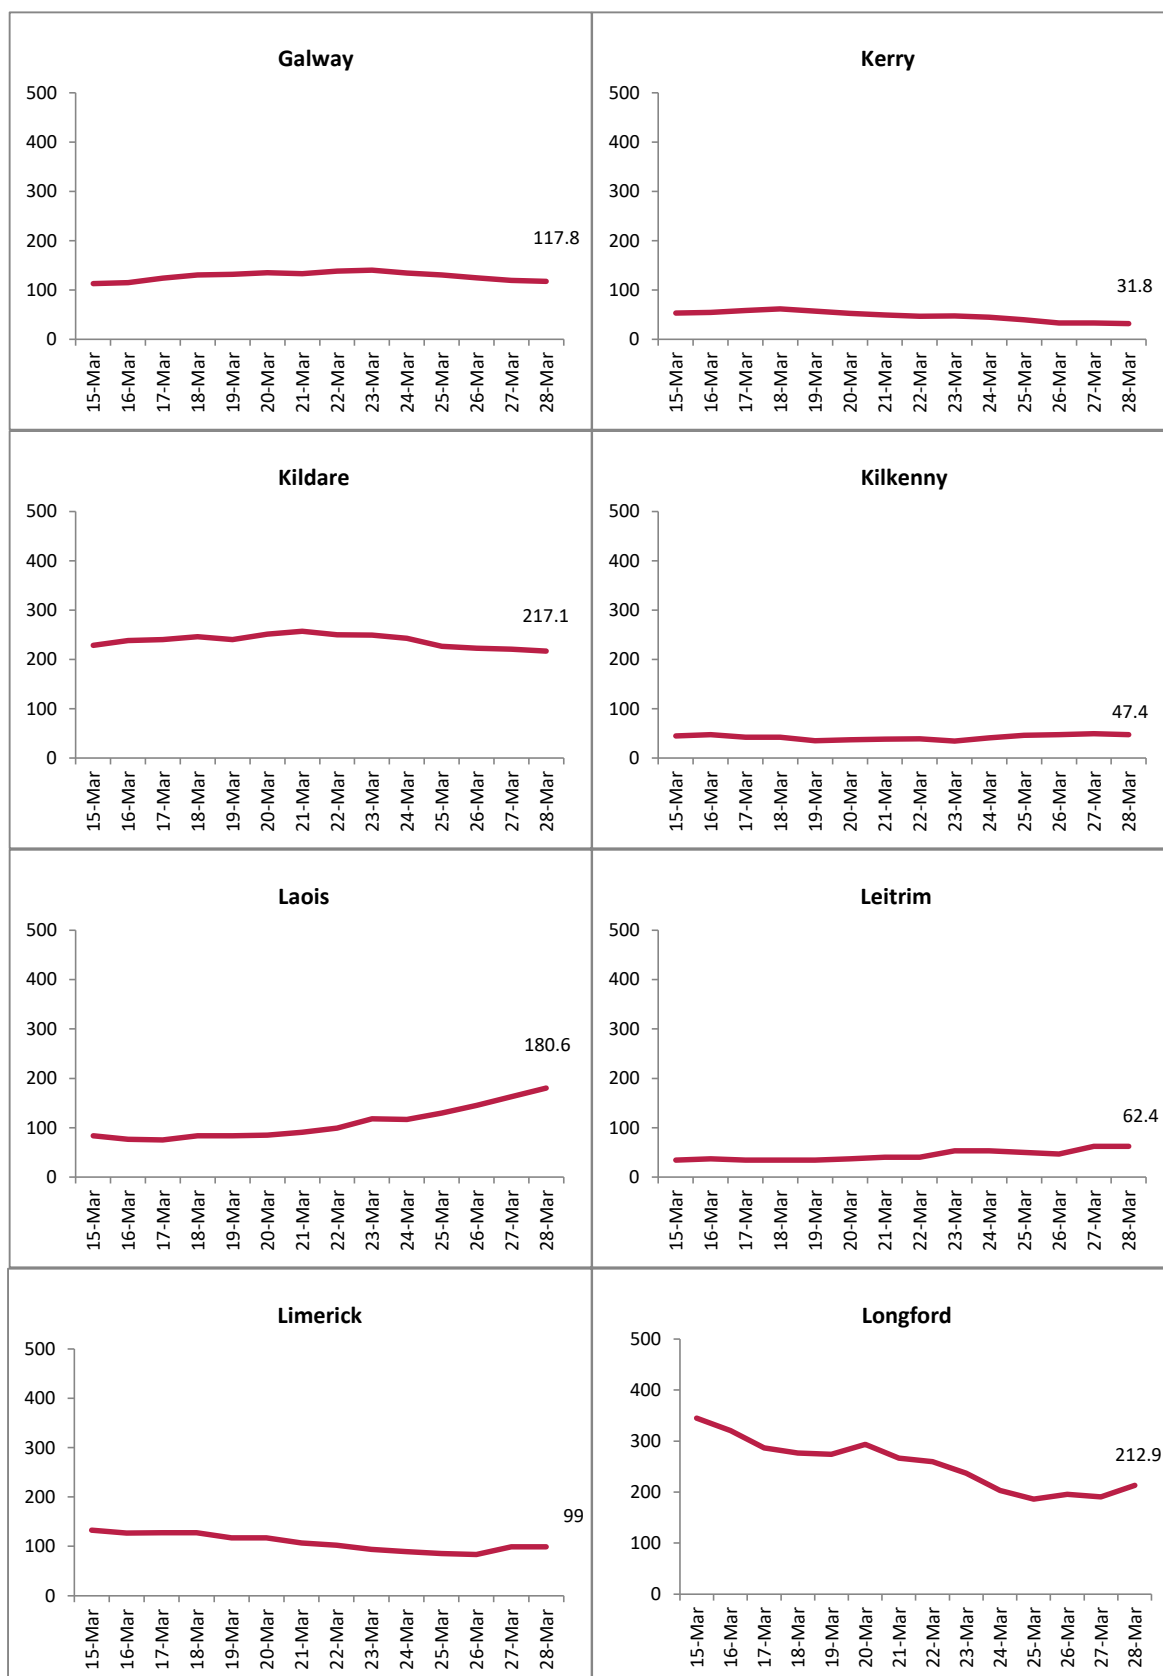 Galway
500
400
300
200
100
0
117.8
15-Mar
16-Mar
17-Mar
18-Mar
19-Mar
20-Mar
21-Mar
22-Mar
23-Mar
24-Mar
25-Mar
26-Mar
27-Mar
28-Mar
Kerry
500
400
300
200
100
0
31.8
15-Mar
16-Mar
17-Mar
18-Mar
19-Mar
20-Mar
21-Mar
22-Mar
23-Mar
24-Mar
25-Mar
26-Mar
27-Mar
28-Mar
Kildare
500
400
300
200
100
0
217.1
15-Mar
16-Mar
17-Mar
18-Mar
19-Mar
20-Mar
21-Mar
22-Mar
23-Mar
24-Mar
25-Mar
26-Mar
27-Mar
28-Mar
Kilkenny
500
400
300
200
100
0
47.4
15-Mar
16-Mar
17-Mar
18-Mar
19-Mar
20-Mar
21-Mar
22-Mar
23-Mar
24-Mar
25-Mar
26-Mar
27-Mar
28-Mar
Laois
500
400
300
200
100
0
180.6
15-Mar
16-Mar
17-Mar
18-Mar
19-Mar
20-Mar
21-Mar
22-Mar
23-Mar
24-Mar
25-Mar
26-Mar
27-Mar
28-Mar
Leitrim
500
400
300
200
100
0
62.4
15-Mar
16-Mar
17-Mar
18-Mar
19-Mar
20-Mar
21-Mar
22-Mar
23-Mar
24-Mar
25-Mar
26-Mar
27-Mar
28-Mar
Limerick
500
400
300
200
100
0
99
15-Mar
16-Mar
17-Mar
18-Mar
19-Mar
20-Mar
21-Mar
22-Mar
23-Mar
24-Mar
25-Mar
26-Mar
27-Mar
28-Mar
Longford
500
400
300
200
100
0
212.9
15-Mar
16-Mar
17-Mar
18-Mar
19-Mar
20-Mar
21-Mar
22-Mar
23-Mar
24-Mar
25-Mar
26-Mar
27-Mar
28-Mar